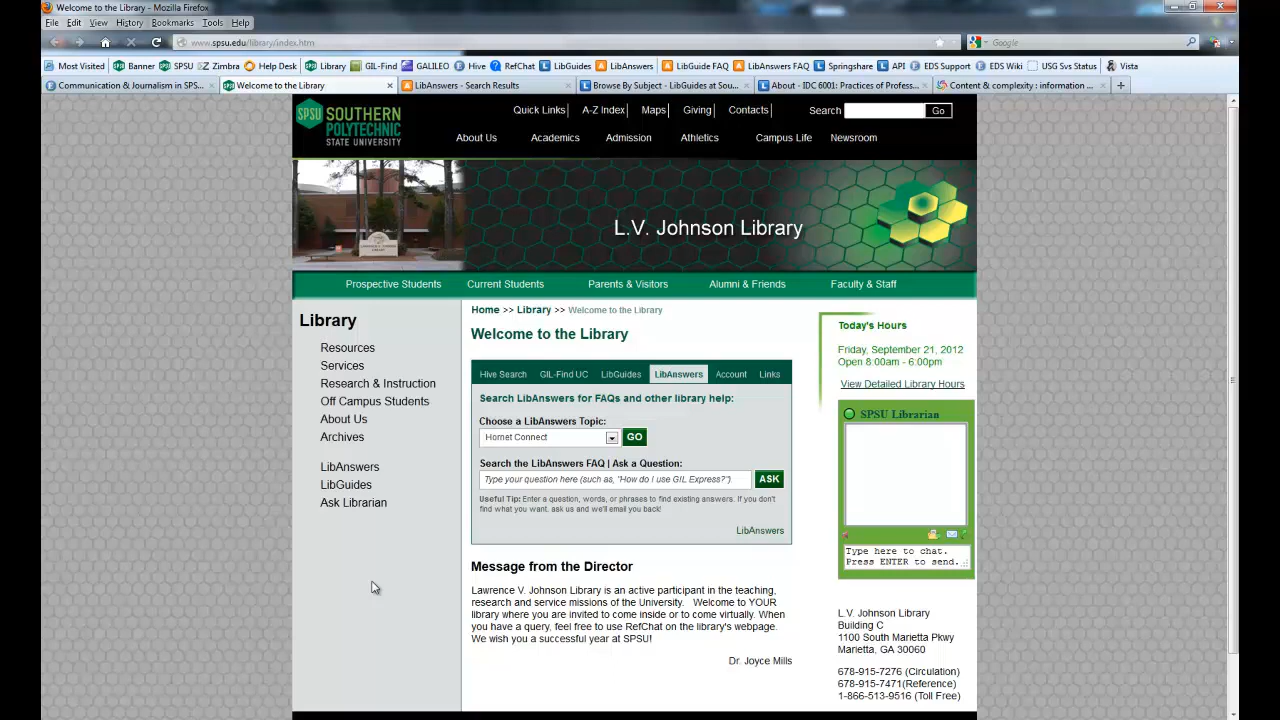 Welcome to the Library - Mozilla Firefox
File Edit View History Bookmarks Tools Help
www.spsu.edu/library/index.htm
Google
Most Visited Banner SPSU Zimbra Help Desk Library GIL-Find GALILEO Hive RefChat LibGuides LibAnswers LibGuide FAQ LibAnswers FAQ Springshare API EDS Support EDS Wiki USG Svs Status Vista
Communication & Journalism in SPS...
Welcome to the Library
LibAnswers - Search Results
Browse By Subject - LibGuides at Sou...
About - IDC 6001: Practices of Profess...
Content & complexity : information ...
SPSU SOUTHERN
POLYTECHNIC
STATE UNIVERSITY
Quick Links| A-Z Index| Maps| Giving| Contacts|
Search
Go
About Us Academics Admission Athletics Campus Life Newsroom
L.V. Johnson Library
Prospective Students Current Students Parents & Visitors Alumni & Friends Faculty & Staff
Library
Resources
Services
Research & Instruction
Off Campus Students
About Us
Archives
LibAnswers
LibGuides
Ask Librarian
Home >> Library >> Welcome to the Library
Welcome to the Library
Hive Search GIL-Find UC LibGuides LibAnswers Account Links
Search LibAnswers for FAQs and other library help:
Choose a LibAnswers Topic:
Hornet Connect GO
Search the LibAnswers FAQ | Ask a Question:
Type your question here (such as, "How do I use GIL Express?") ASK
Useful Tip: Enter a question, words, or phrases to find existing answers. If you don't
find what you want, ask us and we'll email you back!
LibAnswers
Message from the Director
Lawrence V. Johnson Library is an active participant in the teaching,
research and service missions of the University. Welcome to YOUR
library where you are invited to come inside or to come virtually. When
you have a query, feel free to use RefChat on the library's webpage.
We wish you a successful year at SPSU!
Dr. Joyce Mills
Today's Hours
Friday, September 21, 2012
Open 8:00am - 6:00pm
View Detailed Library Hours
SPSU Librarian
Type here to chat.
Press ENTER to send.
L.V. Johnson Library
Building C
1100 South Marietta Pkwy
Marietta, GA 30060
678-915-7276 (Circulation)
678-915-7471(Reference)
1-866-513-9516 (Toll Free)